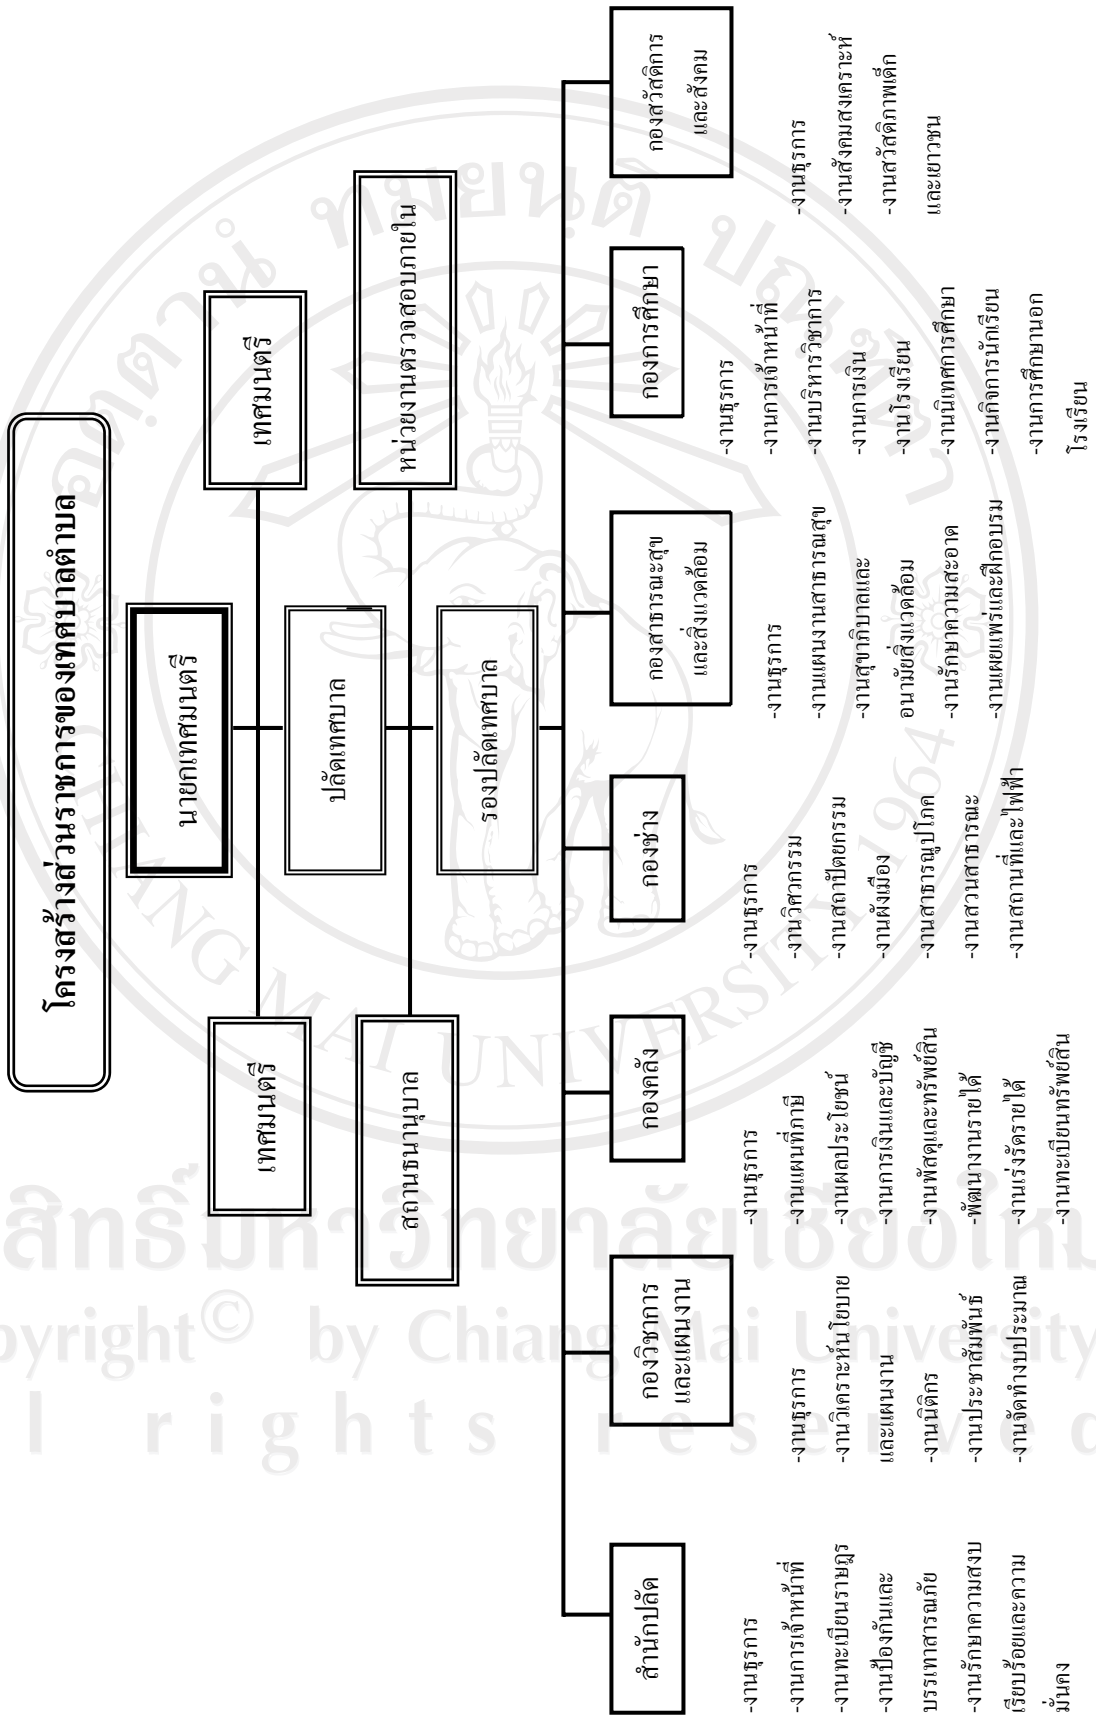 โครงสร้างส่วนราชการของเทศบาลตำบล
นายกเทศมนตรี
เทศมนตรี
เทศมนตรี
ปลัดเทศบาล
สถานธนานุบาล
หน่วยงานตรวจสอบภายใน
รองปลัดเทศบาล
สำนักปลัด
-งานธุรการ
-งานการเจ้าหน้าที่
-งานทะเบียนราษฎร
-งานป้องกันและ
บรรเทาสารณภัย
-งานรักษาความสงบ
เรียบร้อยและความ
มั่นคง
กองวิชาการ
และแผนงาน
-งานธุรการ
-งานวิเคราะห์นโยบาย
และแผนงาน
-งานนิติกร
-งานประชาสัมพันธ์
-งานจัดทำงบประมาณ
กองคลัง
-งานธุรการ
-งานแผนที่ภาษี
-งานผลประโยชน์
-งานการเงินและบัญชี
-งานพัสดุและทรัพย์สิน
-พัฒนางานรายได้
-งานเร่งรัดรายได้
-งานทะเบียนทรัพย์สิน
กองช่าง
-งานธุรการ
-งานวิศวกรรม
-งานสถาปัตยกรรม
-งานผังเมือง
-งานสาธารณูปโภค
-งานสวนสาธารณะ
-งานสถานที่และไฟฟ้า
กองสาธารณะสุข
และสิ่งแวดล้อม
-งานธุรการ
-งานแผนงานสาธารณสุข
-งานสุขาภิบาลและ
อนามัยสิ่งแวดล้อม
-งานรักษาความสะอาด
-งานเผยแพร่และฝึกอบรม
กองการศึกษา
-งานธุรการ
-งานการเจ้าหน้าที่
-งานบริหารวิชาการ
-งานการเงิน
-งานโรงเรียน
-งานนิเทศการศึกษา
-งานกิจการนักเรียน
-งานการศึกษานอก
โรงเรียน
กองสวัสดิการ
และสังคม
-งานธุรการ
-งานสังคมสงเคราะห์
-งานสวัสดิภาพเด็ก
และเยาวชน
CHIANG MAI UNIVERSITY 1964
สิทธิ์มหาวิทยาลัยเชียงให
pyright © by Chiang Mai University
l rights reserved